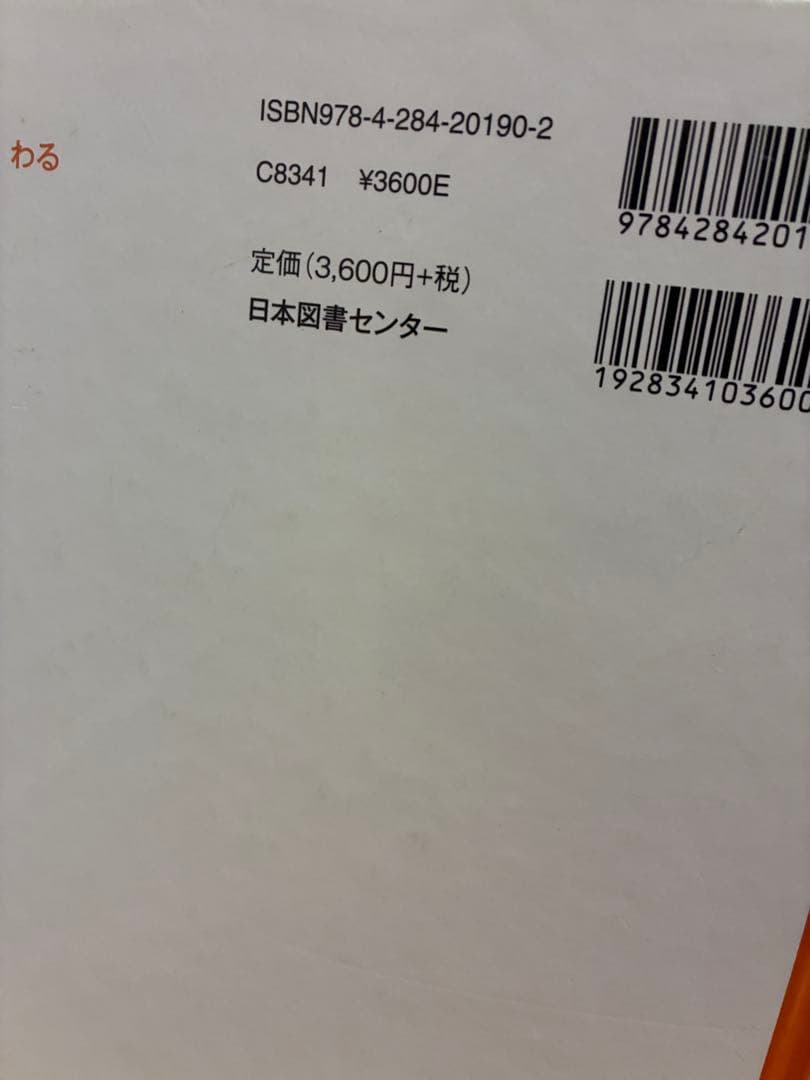 わる
ISBN978-4-284-20190-2
C8341 ¥3600E
定価(3,600円+税)
日本図書センター
9784284201
192834103600